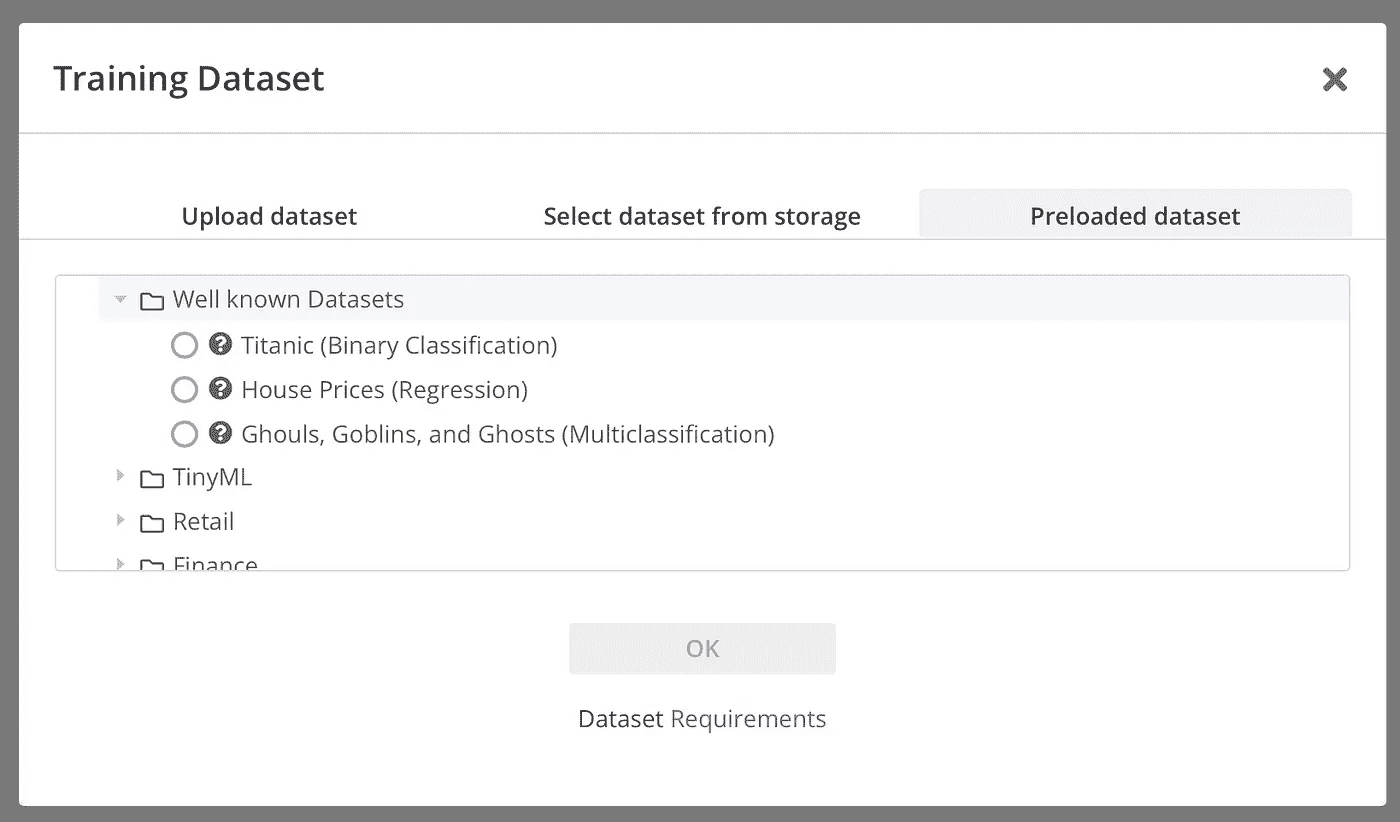 Training Dataset
Upload dataset
Select dataset from storage
Preloaded dataset
Well known Datasets
Titanic (Binary Classification)
House Prices (Regression)
Ghouls, Goblins, and Ghosts (Multiclassification)
TinyML
Retail
Finance
OK
Dataset Requirements